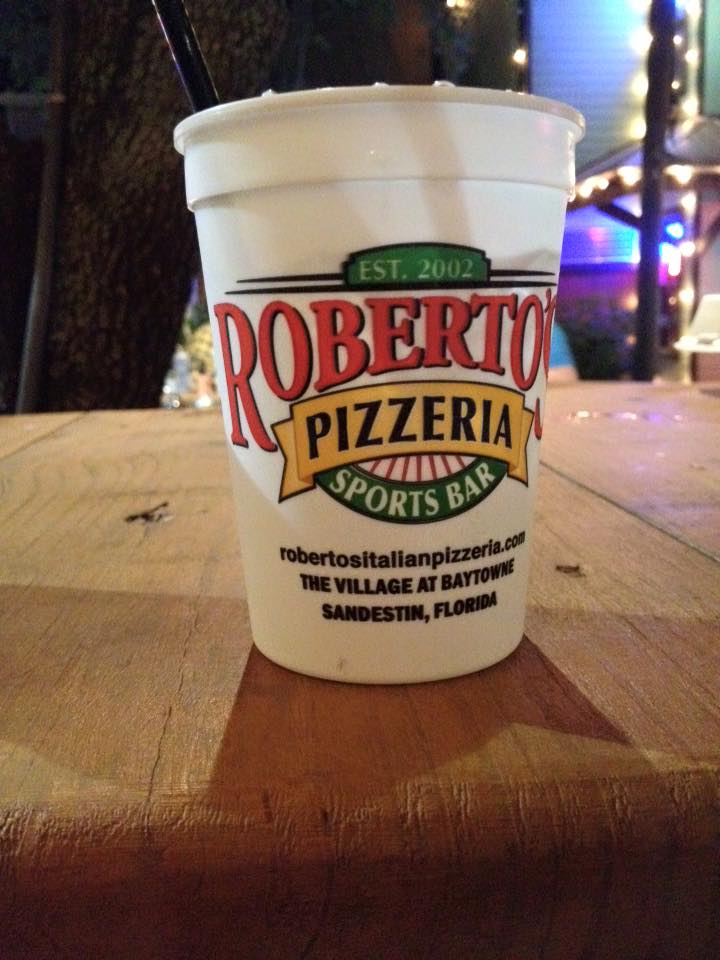 EST. 2002
ROBERTO'S
PIZZERIA
SPORTS BAR
robertositalianpizzeria.com
THE VILLAGE AT BAYTOWNE
SANDESTIN, FLORIDA